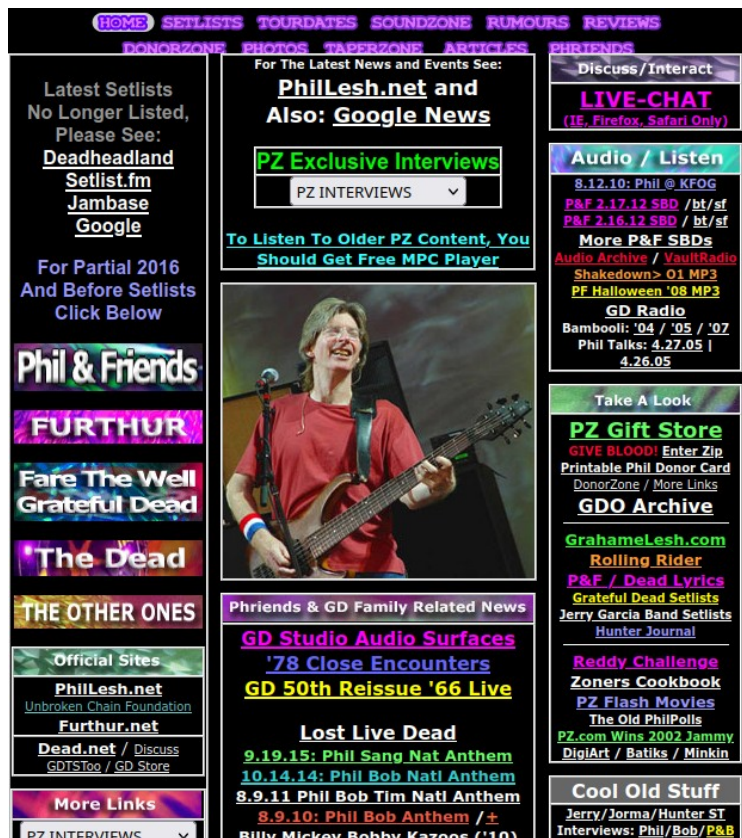 HOME SETLISTS TOURDATES SOUNDZONE RUMOURS REVIEWS
DONORZONE PHOTOS TAPERZONE ARTICLES PHRIENDS
Latest Setlists
No Longer Listed,
Please See:
Deadheadland
Setlist.fm
Jambase
Google
For Partial 2016
And Before Setlists
Click Below
Phil & Friends
FURTHUR
Fare The Well
Grateful Dead
The Dead
THE OTHER ONES
Official Sites
PhilLesh.net
Unbroken Chain Foundation
Furthur.net
Dead.net / Discuss
GDTSToo / GD Store
More Links
PZ INTERVIEWS
For The Latest News and Events See:
PhilLesh.net and
Also: Google News
PZ Exclusive Interviews
PZ INTERVIEWS
To Listen To Older PZ Content, You
Should Get Free MPC Player
Phriends & GD Family Related News
GD Studio Audio Surfaces
'78 Close Encounters
GD 50th Reissue '66 Live
Lost Live Dead
9.19.15: Phil Sang Nat Anthem
10.14.14: Phil Bob Natl Anthem
8.9.11 Phil Bob Tim Natl Anthem
8.9.10: Phil Bob Anthem /+
Billy Mickey Bobby Kazoos ('10)
Discuss/Interact
LIVE-CHAT
(IE, Firefox, Safari Only)
Audio / Listen
8.12.10: Phil @ KFOG
P&F 2.17.12 SBD /bt/sf
P&F 2.16.12 SBD / bt/sf
More P&F SBDs
Audio Archive / VaultRadio
Shakedown> O1 MP3
PF Halloween '08 MP3
GD Radio
Bambooli: '04 / '05 / '07
Phil Talks: 4.27.05 |
4.26.05
Take A Look
PZ Gift Store
GIVE BLOOD! Enter Zip
Printable Phil Donor Card
DonorZone / More Links
GDO Archive
GrahameLesh.com
Rolling Rider
P&F / Dead Lyrics
Grateful Dead Setlists
Jerry Garcia Band Setlists
Hunter Journal
Reddy Challenge
Zoners Cookbook
PZ Flash Movies
The Old PhilPolls
PZ.com Wins 2002 Jammy
DigiArt / Batiks / Minkin
Cool Old Stuff
Jerry/Jorma/Hunter ST
Interviews: Phil/Bob/P&B